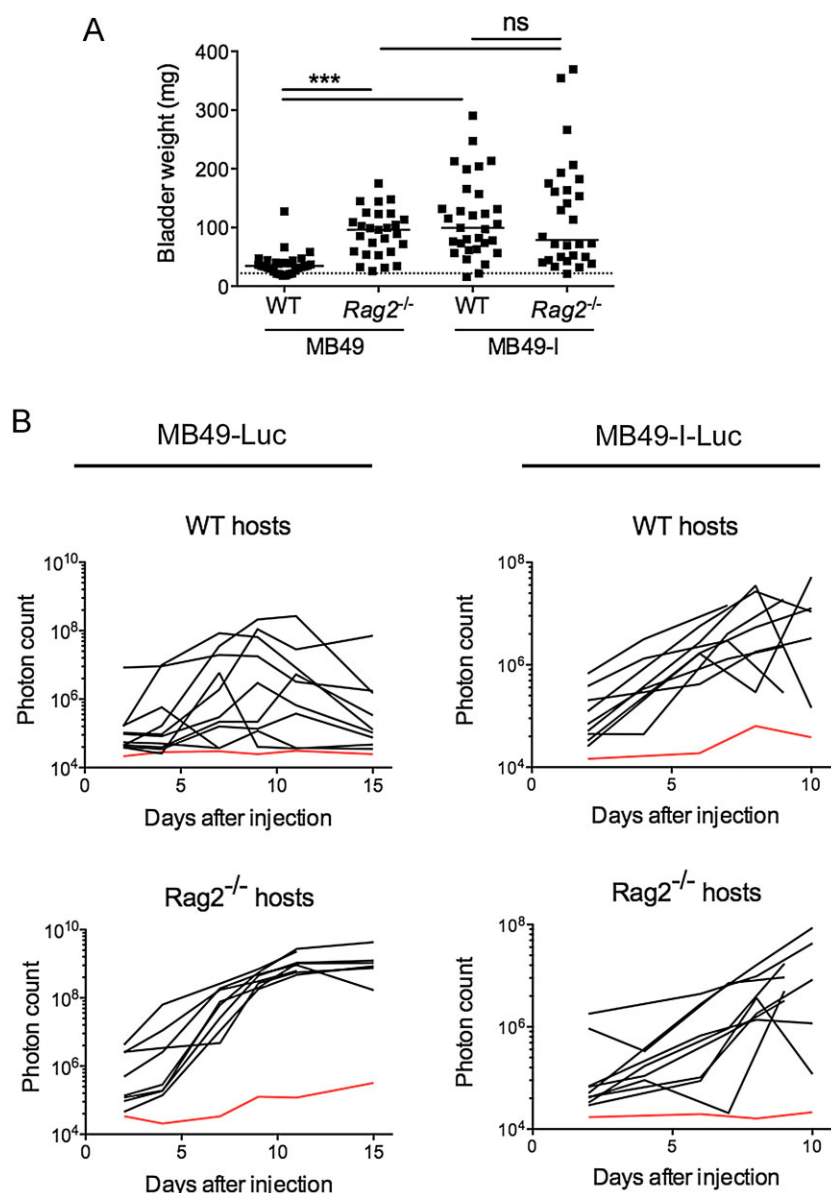 A
ns
***
Bladder weight (mg)
400
300
200
100
0
WT
Rag2-/-
WT
Rag2-/-
MB49
MB49-I
B
MB49-Luc
MB49-I-Luc
WT hosts
WT hosts
Photon count
10^10
10^8
10^6
10^4
0 5 10 15
Days after injection
Photon count
10^8
10^6
10^4
0 5 10
Days after injection
Rag2-/- hosts
Rag2-/- hosts
Photon count
10^10
10^8
10^6
10^4
0 5 10 15
Days after injection
Photon count
10^8
10^6
10^4
0 5 10
Days after injection